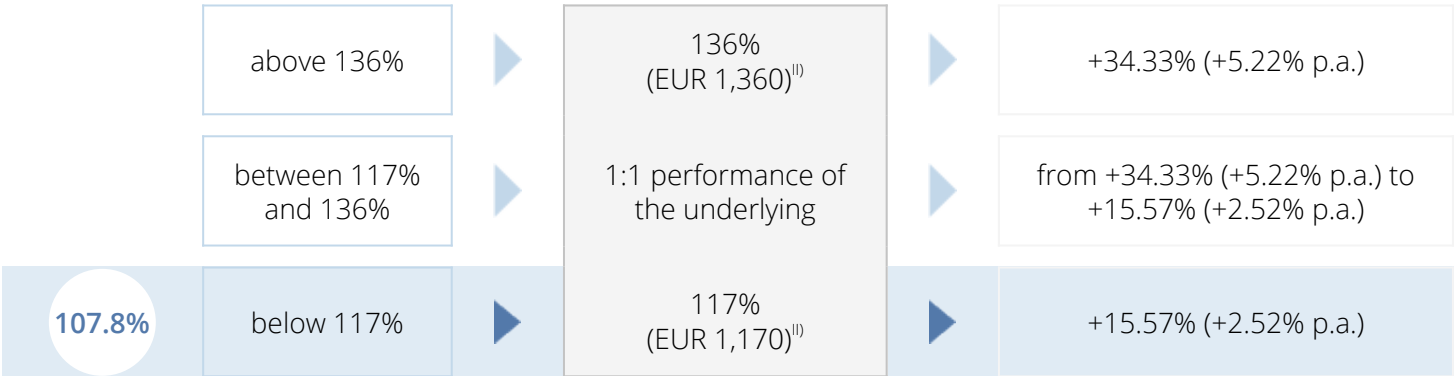 above 136%
136%
(EUR 1,360)II)
+34.33% (+5.22% p.a.)
between 117%
and 136%
1:1 performance of
the underlying
from +34.33% (+5.22% p.a.) to
+15.57% (+2.52% p.a.)
107.8%
below 117%
117%
(EUR 1,170)II)
+15.57% (+2.52% p.a.)